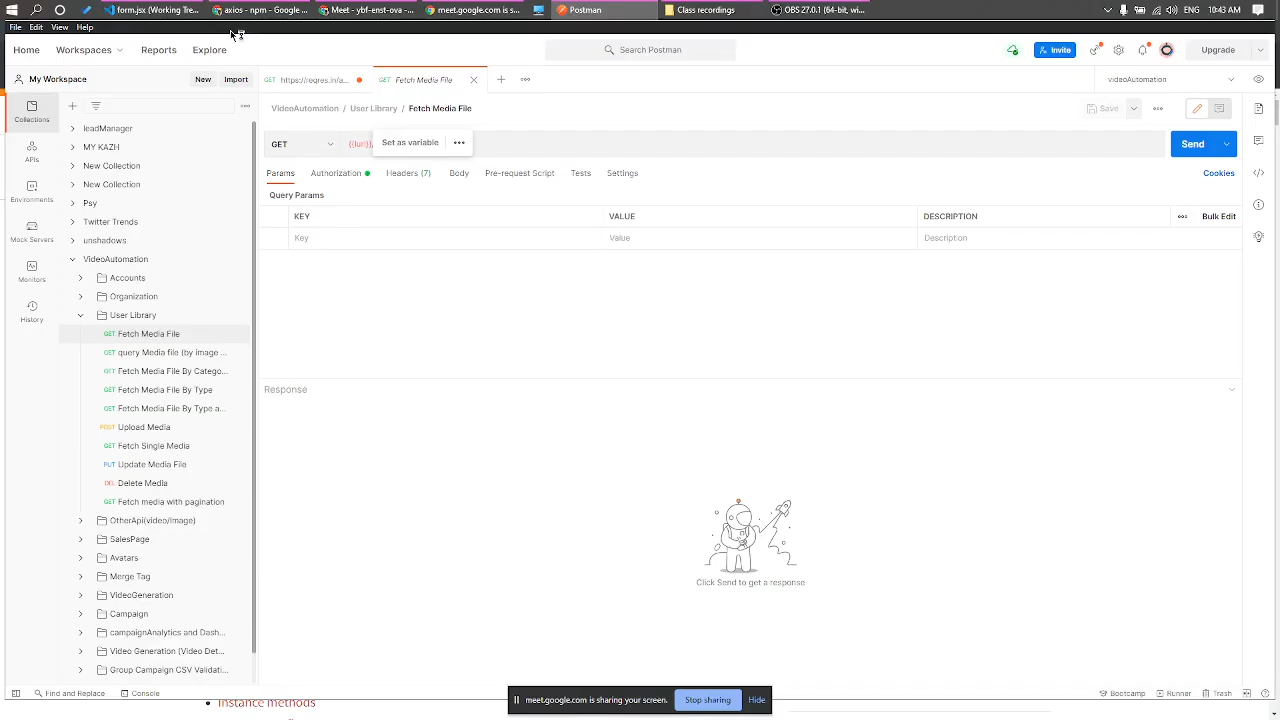 form.jsx (Working Tre...
axios - npm - Google...
Meet - ybf-enst-ova - ...
meet.google.com is s...
Postman
Class recordings
OBS 27.0.1 (64-bit, wi...
ENG
10:43 AM
File Edit View Help
Home Workspaces Reports Explore
Search Postman
Invite
Upgrade
My Workspace
New Import
GET https://reqres.in/a...
GET Fetch Media File
videoAutomation
Collections
APIs
Environments
Mock Servers
Monitors
History
leadManager
MY KAZH
New Collection
New Collection
Psy
Twitter Trends
unshadows
VideoAutomation
Accounts
Organization
User Library
GET Fetch Media File
GET query Media file (by image ...
GET Fetch Media File By Catego...
GET Fetch Media File By Type
GET Fetch Media File By Type a...
POST Upload Media
GET Fetch Single Media
PUT Update Media File
DEL Delete Media
GET Fetch media with pagination
OtherApi(video/Image)
SalesPage
Avatars
Merge Tag
VideoGeneration
Campaign
campaignAnalytics and Dash...
Video Generation (Video Det...
Group Campaign CSV Validati...
VideoAutomation / User Library / Fetch Media File
Save
GET
{{lurl}}
Set as variable
Send
Params Authorization Headers (7) Body Pre-request Script Tests Settings
Cookies
Query Params
KEY VALUE DESCRIPTION
Bulk Edit
Key Value Description
Response
Click Send to get a response
Find and Replace Console
Bootcamp Runner Trash
meet.google.com is sharing your screen. Stop sharing Hide
Instance methods